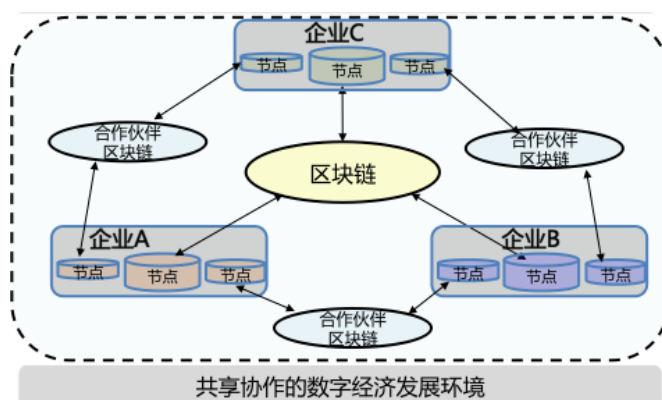 企业C
节点
节点
节点
合作伙伴
区块链
合作伙伴
区块链
区块链
企业A
节点
节点
节点
企业B
节点
节点
节点
合作伙伴
区块链
共享协作的数字经济发展环境